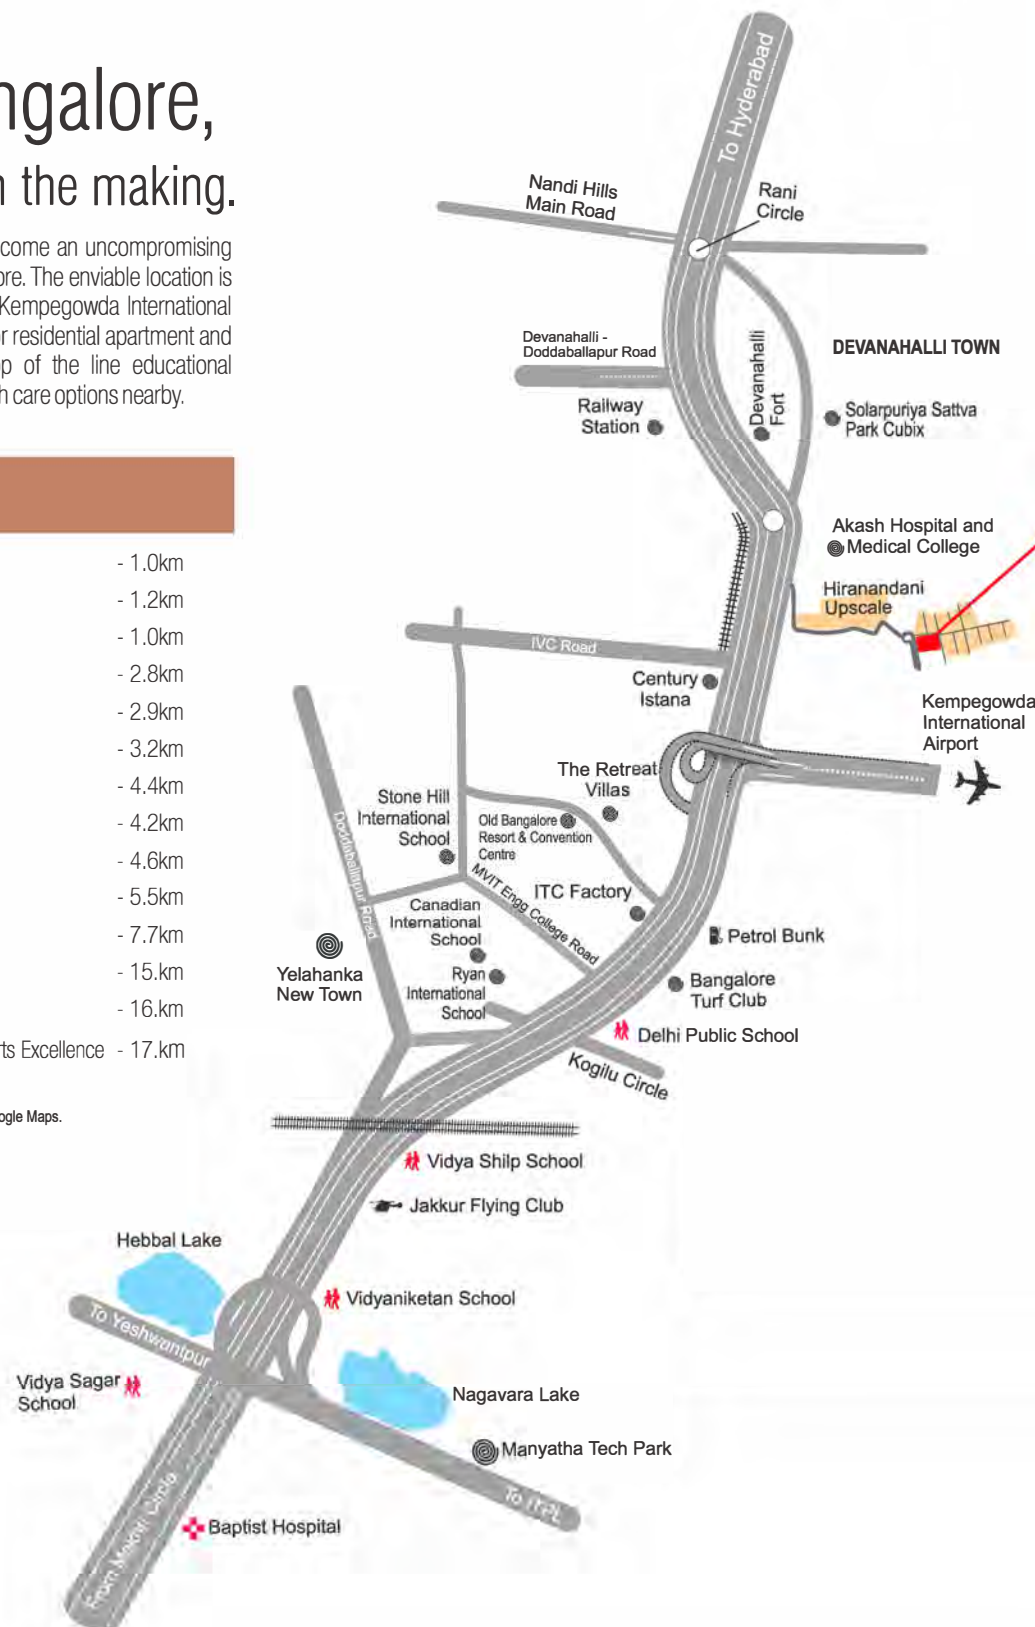 ngalore,
n the making.
come an uncompromising
ore. The enviable location is
Kempegowda International
or residential apartment and
op of the line educational
h care options nearby.
- 1.0km
- 1.2km
- 1.0km
- 2.8km
- 2.9km
- 3.2km
- 4.4km
- 4.2km
- 4.6km
- 5.5km
- 7.7km
- 15.km
- 16.km
rts Excellence - 17.km
ogle Maps.
To Hyderabad
Nandi Hills
Main Road
Rani
Circle
Devanahalli -
Doddaballapur Road
DEVANAHALLI TOWN
Railway
Station
Devanahalli
Fort
Solarpuriya Sattva
Park Cubix
Akash Hospital and
Medical College
Hiranandani
Upscale
IVC Road
Century
Istana
Kempegowda
International
Airport
The Retreat
Villas
Stone Hill
International
School
Old Bangalore
Resort & Convention
Centre
Doddaballapur Road
MVIT Engg College Road
ITC Factory
Canadian
International
School
Petrol Bunk
Yelahanka
New Town
Ryan
International
School
Bangalore
Turf Club
Delhi Public School
Kogilu Circle
Vidya Shilp School
Jakkur Flying Club
Hebbal Lake
Vidyaniketan School
To Yeshwantpur
Vidya Sagar
School
Nagavara Lake
Manyatha Tech Park
To ITPL
Baptist Hospital
From Mekhri Circle